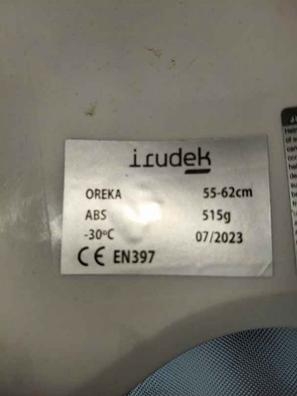 irudek
OREKA 55-62cm
ABS 515g
-30ºC 07/2023
CE EN397